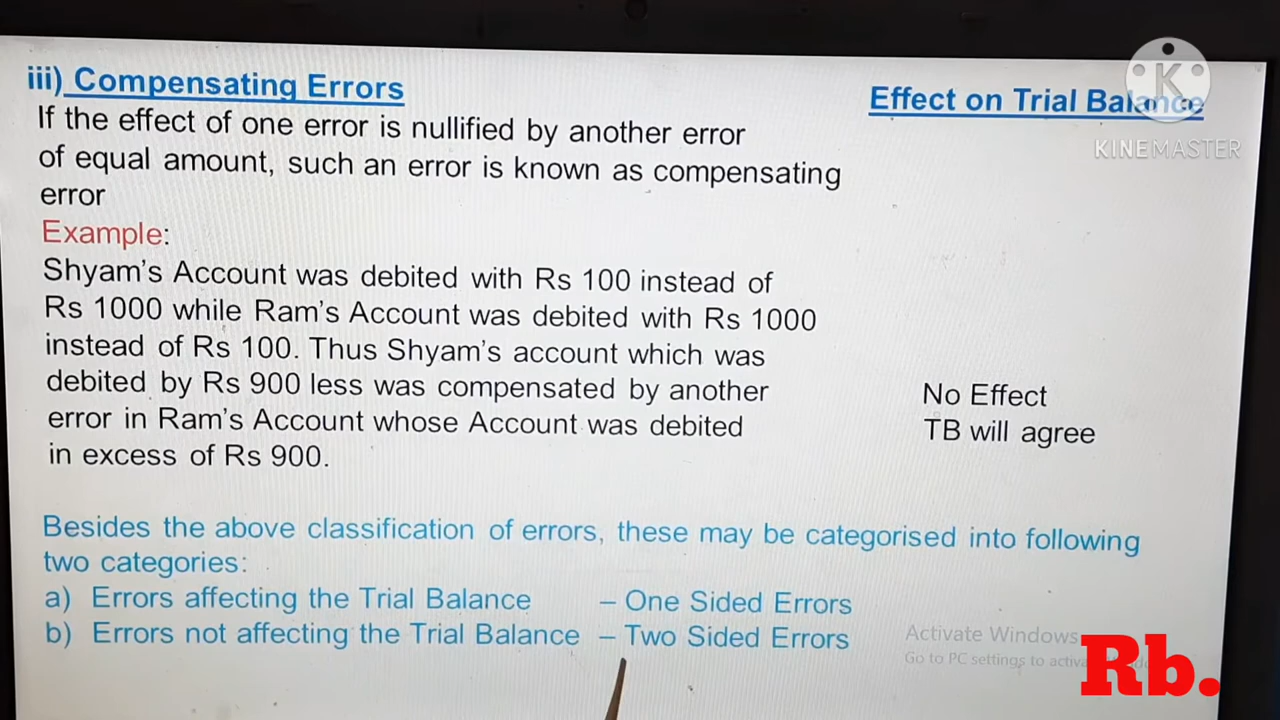 iii) Compensating Errors
Effect on Trial Balance
KINEMASTER
If the effect of one error is nullified by another error
of equal amount, such an error is known as compensating
error
Example:
Shyam's Account was debited with Rs 100 instead of
Rs 1000 while Ram's Account was debited with Rs 1000
instead of Rs 100. Thus Shyam's account which was
debited by Rs 900 less was compensated by another
error in Ram's Account whose Account was debited
in excess of Rs 900.
No Effect
TB will agree
Besides the above classification of errors, these may be categorised into following
two categories:
a) Errors affecting the Trial Balance – One Sided Errors
b) Errors not affecting the Trial Balance – Two Sided Errors
Activate Windows
Go to PC settings to
Rb.